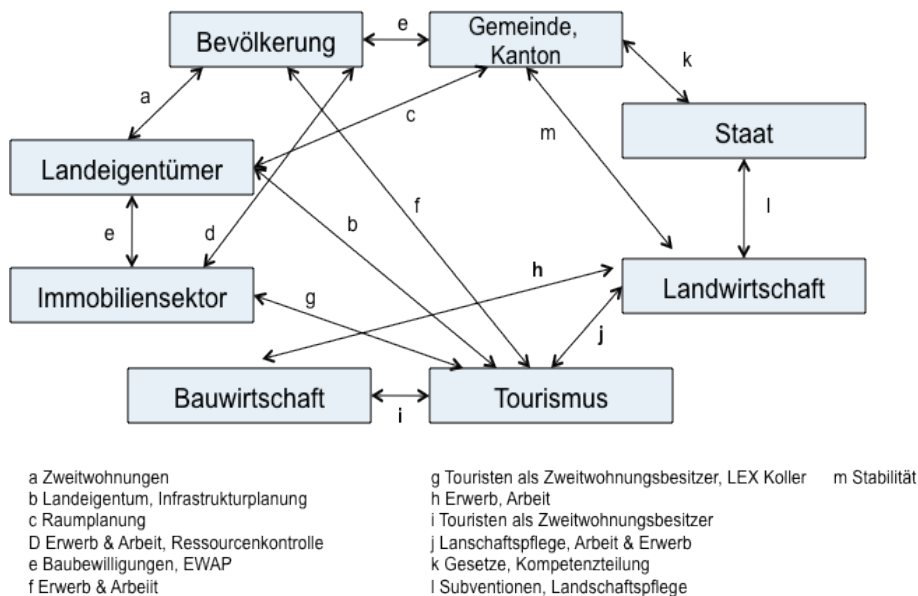 Bevölkerung
e
Gemeinde,
Kanton
k
a
c
Staat
m
Landeigentümer
f
b
l
e
d
h
Immobiliensektor
g
Landwirtschaft
j
Bauwirtschaft
i
Tourismus
a Zweitwohnungen
b Landeigentum, Infrastrukturplanung
c Raumplanung
D Erwerb & Arbeit, Ressourcenkontrolle
e Baubewilligungen, EWAP
f Erwerb & Arbeiit
g Touristen als Zweitwohnungsbesitzer, LEX Koller
h Erwerb, Arbeit
i Touristen als Zweitwohnungsbesitzer
j Lanschaftspflege, Arbeit & Erwerb
k Gesetze, Kompetenzteilung
l Subventionen, Landschaftspflege
m Stabilität